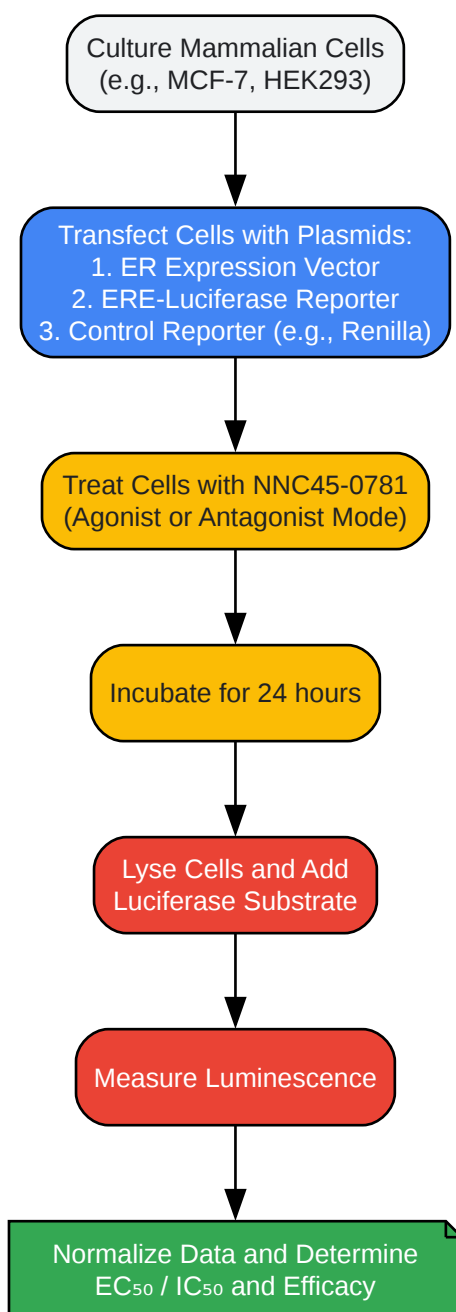 Culture Mammalian Cells
(e.g., MCF-7, HEK293)
Transfect Cells with Plasmids:
1. ER Expression Vector
2. ERE-Luciferase Reporter
3. Control Reporter (e.g., Renilla)
Treat Cells with NNC45-0781
(Agonist or Antagonist Mode)
Incubate for 24 hours
Lyse Cells and Add
Luciferase Substrate
Measure Luminescence
Normalize Data and Determine
EC₅₀ / IC₅₀ and Efficacy